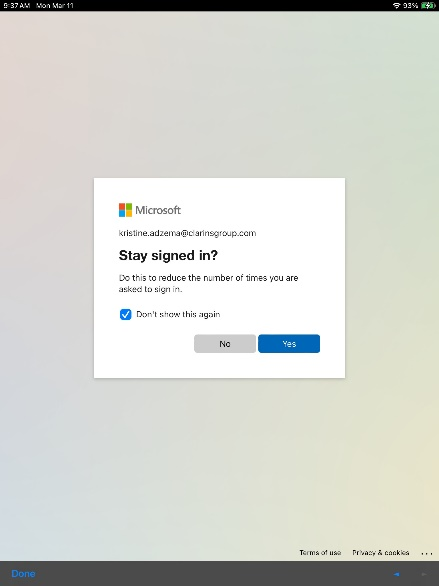 9:37 AM Mon Mar 11
93%
Microsoft
kristine.adzema@clarinsgroup.com
Stay signed in?
Do this to reduce the number of times you are
asked to sign in.
Don't show this again
No
Yes
Terms of use Privacy & cookies ...
Done